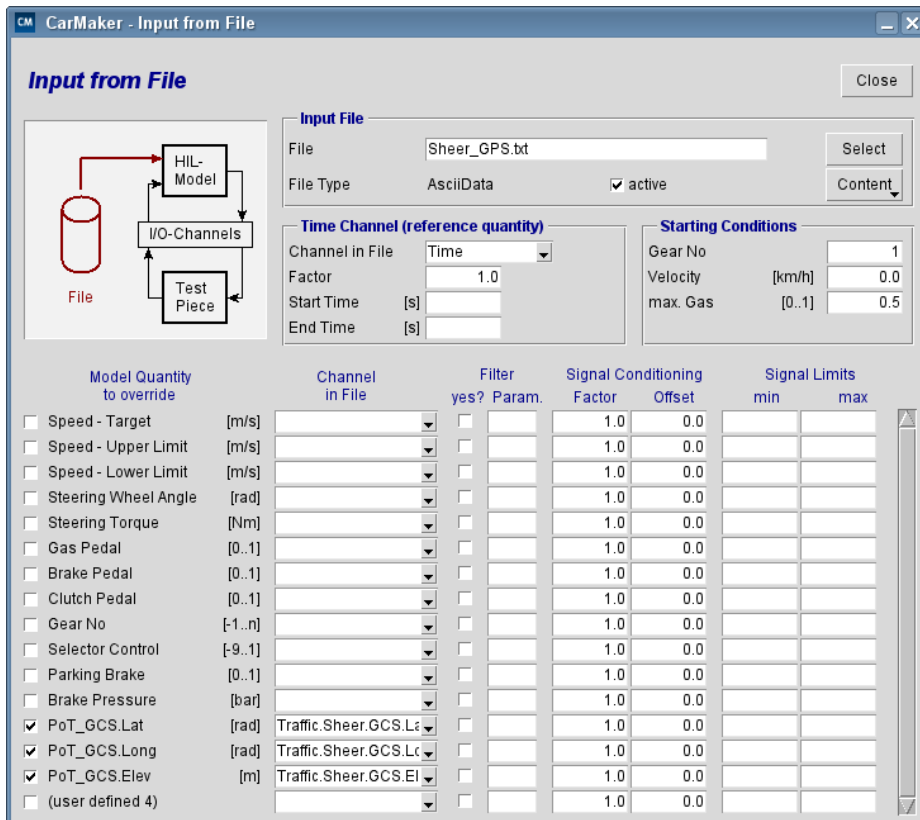 CM CarMaker - Input from File
Input from File
Close
Input File
File Sheer_GPS.txt Select
File Type AsciiData active Content
HIL-
Model
I/O-Channels
Test
Piece
File
Time Channel (reference quantity)
Channel in File Time
Factor 1.0
Start Time [s]
End Time [s]
Starting Conditions
Gear No 1
Velocity [km/h] 0.0
max. Gas [0..1] 0.5
Model Quantity Channel Filter Signal Conditioning Signal Limits
to override in File yes? Param. Factor Offset min max
Speed - Target [m/s] 1.0 0.0
Speed - Upper Limit [m/s] 1.0 0.0
Speed - Lower Limit [m/s] 1.0 0.0
Steering Wheel Angle [rad] 1.0 0.0
Steering Torque [Nm] 1.0 0.0
Gas Pedal [0..1] 1.0 0.0
Brake Pedal [0..1] 1.0 0.0
Clutch Pedal [0..1] 1.0 0.0
Gear No [-1..n] 1.0 0.0
Selector Control [-9..1] 1.0 0.0
Parking Brake [0..1] 1.0 0.0
Brake Pressure [bar] 1.0 0.0
PoT_GCS.Lat [rad] Traffic.Sheer.GCS.La 1.0 0.0
PoT_GCS.Long [rad] Traffic.Sheer.GCS.Lo 1.0 0.0
PoT_GCS.Elev [m] Traffic.Sheer.GCS.El 1.0 0.0
(user defined 4) 1.0 0.0